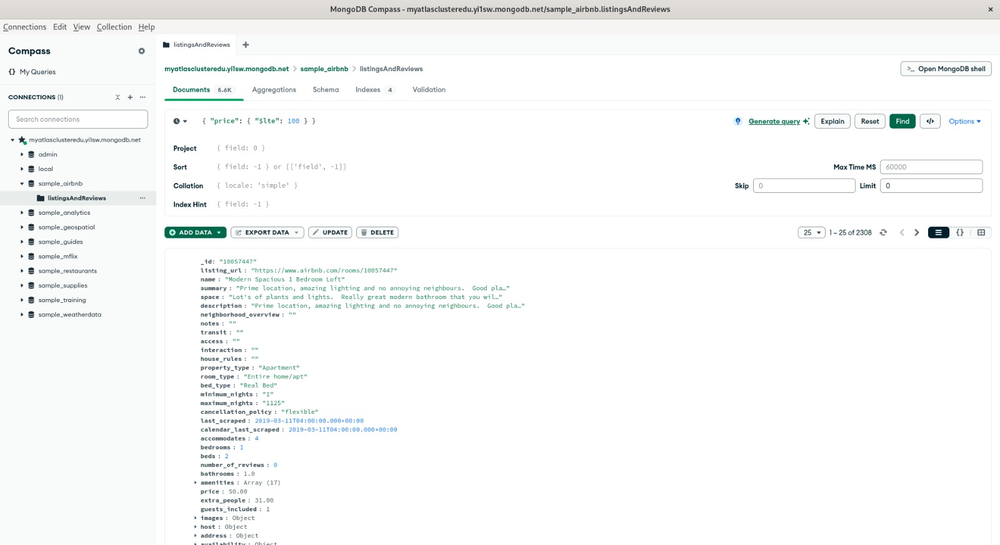 MongoDB Compass - myatlasclusteredu.yi1sw.mongodb.net/sample_airbnb.listingsAndReviews
Connections Edit View Collection Help
Compass
My Queries
CONNECTIONS (1)
Search connections
myatlasclusteredu.yi1sw.mongodb.net
admin
local
sample_airbnb
listingsAndReviews
sample_analytics
sample_geospatial
sample_guides
sample_mflix
sample_restaurants
sample_supplies
sample_training
sample_weatherdata
listingsAndReviews
myatlasclusteredu.yi1sw.mongodb.net > sample_airbnb > listingsAndReviews
>_ Open MongoDB shell
Documents 5.6K Aggregations Schema Indexes 4 Validation
{ "price": { "$lte": 100 } }
Generate query Explain Reset Find </> Options
Project { field: 0 }
Sort { field: -1 } or [['field', -1]]
Max Time MS 60000
Collation { locale: 'simple' }
Skip 0 Limit 0
Index Hint { field: -1 }
ADD DATA EXPORT DATA UPDATE DELETE
25 1 – 25 of 2308 {}
_id: "10057447"
listing_url : "https://www.airbnb.com/rooms/10057447"
name : "Modern Spacious 1 Bedroom Loft"
summary : "Prime location, amazing lighting and no annoying neighbours.  Good pla…"
space : "Lot's of plants and lights.  Really great modern bathroom that you wil…"
description : "Prime location, amazing lighting and no annoying neighbours.  Good pla…"
neighborhood_overview : ""
notes : ""
transit : ""
access : ""
interaction : ""
house_rules : ""
property_type : "Apartment"
room_type : "Entire home/apt"
bed_type : "Real Bed"
minimum_nights : "1"
maximum_nights : "1125"
cancellation_policy : "flexible"
last_scraped : 2019-03-11T04:00:00.000+00:00
calendar_last_scraped : 2019-03-11T04:00:00.000+00:00
accommodates : 4
bedrooms : 1
beds : 2
number_of_reviews : 0
bathrooms : 1.0
amenities : Array (17)
price : 50.00
extra_people : 31.00
guests_included : 1
images : Object
host : Object
address : Object
availability : Object